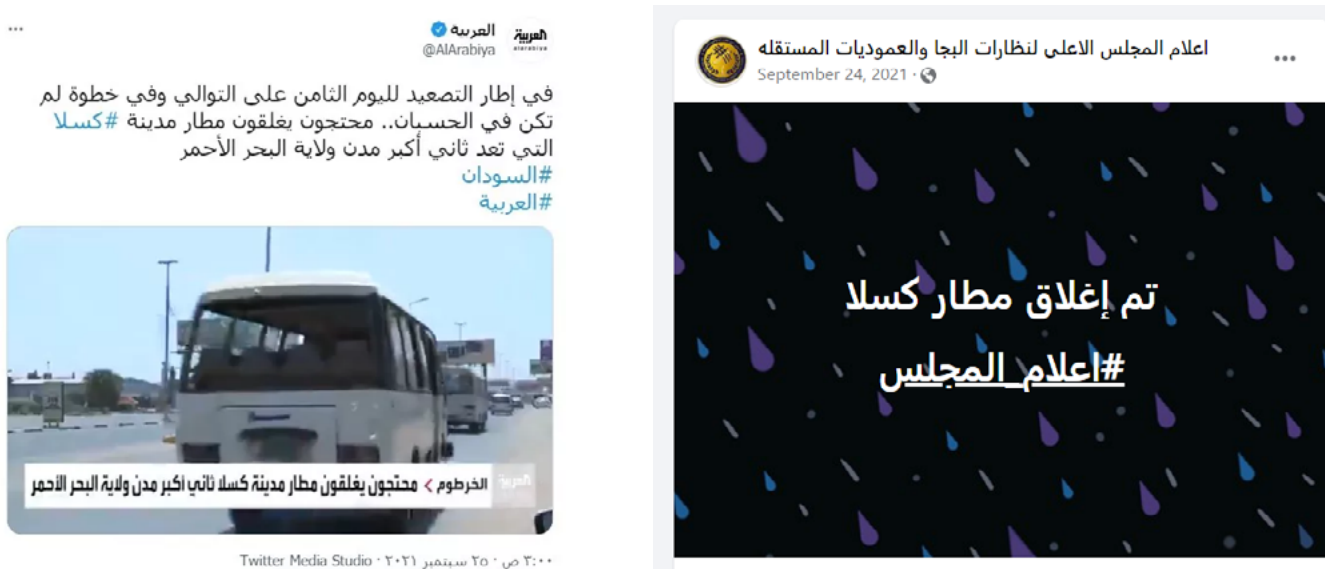 العربية
@AlArabiya
العربية
في إطار التصعيد لليوم الثامن على التوالي وفي خطوة لم
تكن في الحسبان.. محتجون يغلقون مطار مدينة #كسلا
التي تعد ثاني أكبر مدن ولاية البحر الأحمر
#السودان
#العربية
العربية
الخرطوم > محتجون يغلقون مطار مدينة كسلا ثاني أكبر مدن ولاية البحر الأحمر
٣:٠٠ ص · ٢٥ سبتمبر ٢٠٢١ · Twitter Media Studio
اعلام المجلس الاعلى لنظارات البجا والعموديات المستقله
September 24, 2021 ·
تم إغلاق مطار كسلا
#اعلام_المجلس